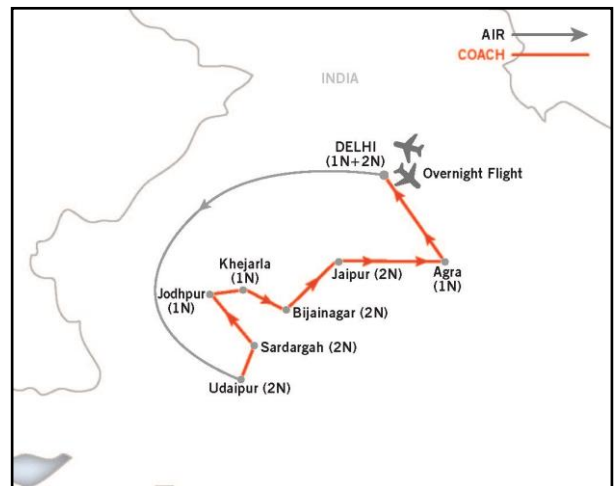 AIR
COACH
INDIA
DELHI
(1N+2N)
Overnight Flight
Khejarla
(1N)
Jaipur (2N)
Agra
(1N)
Jodhpur
(1N)
Bijainagar (2N)
Sardargah (2N)
Udaipur (2N)